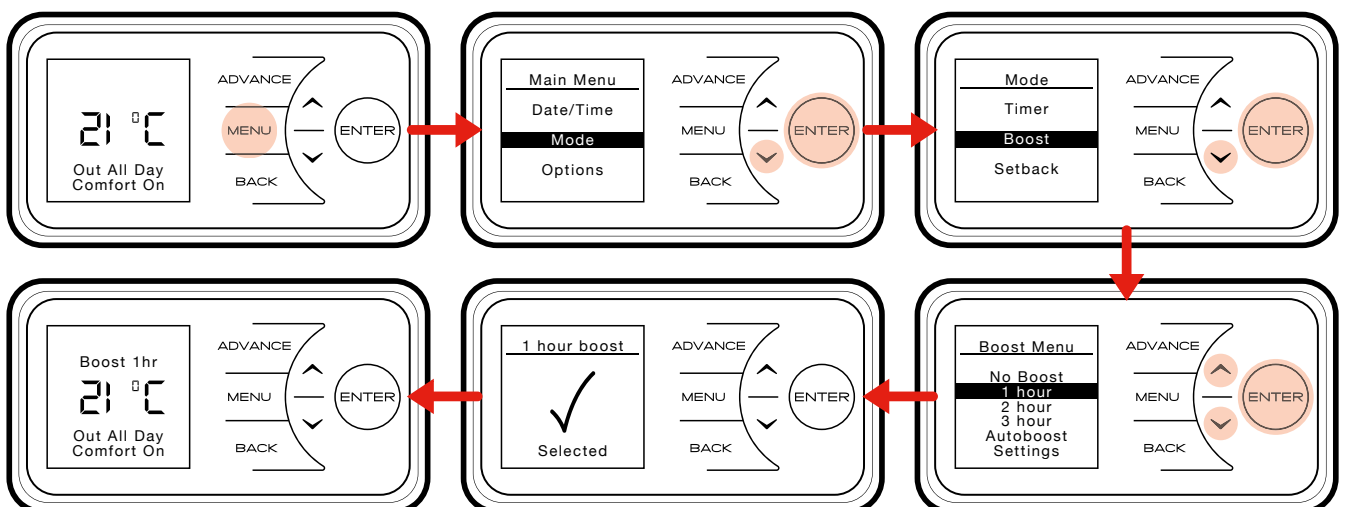 21 °C
Out All Day
Comfort On
ADVANCE
MENU
BACK
ENTER
Main Menu
Date/Time
Mode
Options
ADVANCE
MENU
BACK
ENTER
Mode
Timer
Boost
Setback
ADVANCE
MENU
BACK
ENTER
Boost 1hr
21 °C
Out All Day
Comfort On
ADVANCE
MENU
BACK
ENTER
1 hour boost
Selected
ADVANCE
MENU
BACK
ENTER
Boost Menu
No Boost
1 hour
2 hour
3 hour
Autoboost
Settings
ADVANCE
MENU
BACK
ENTER